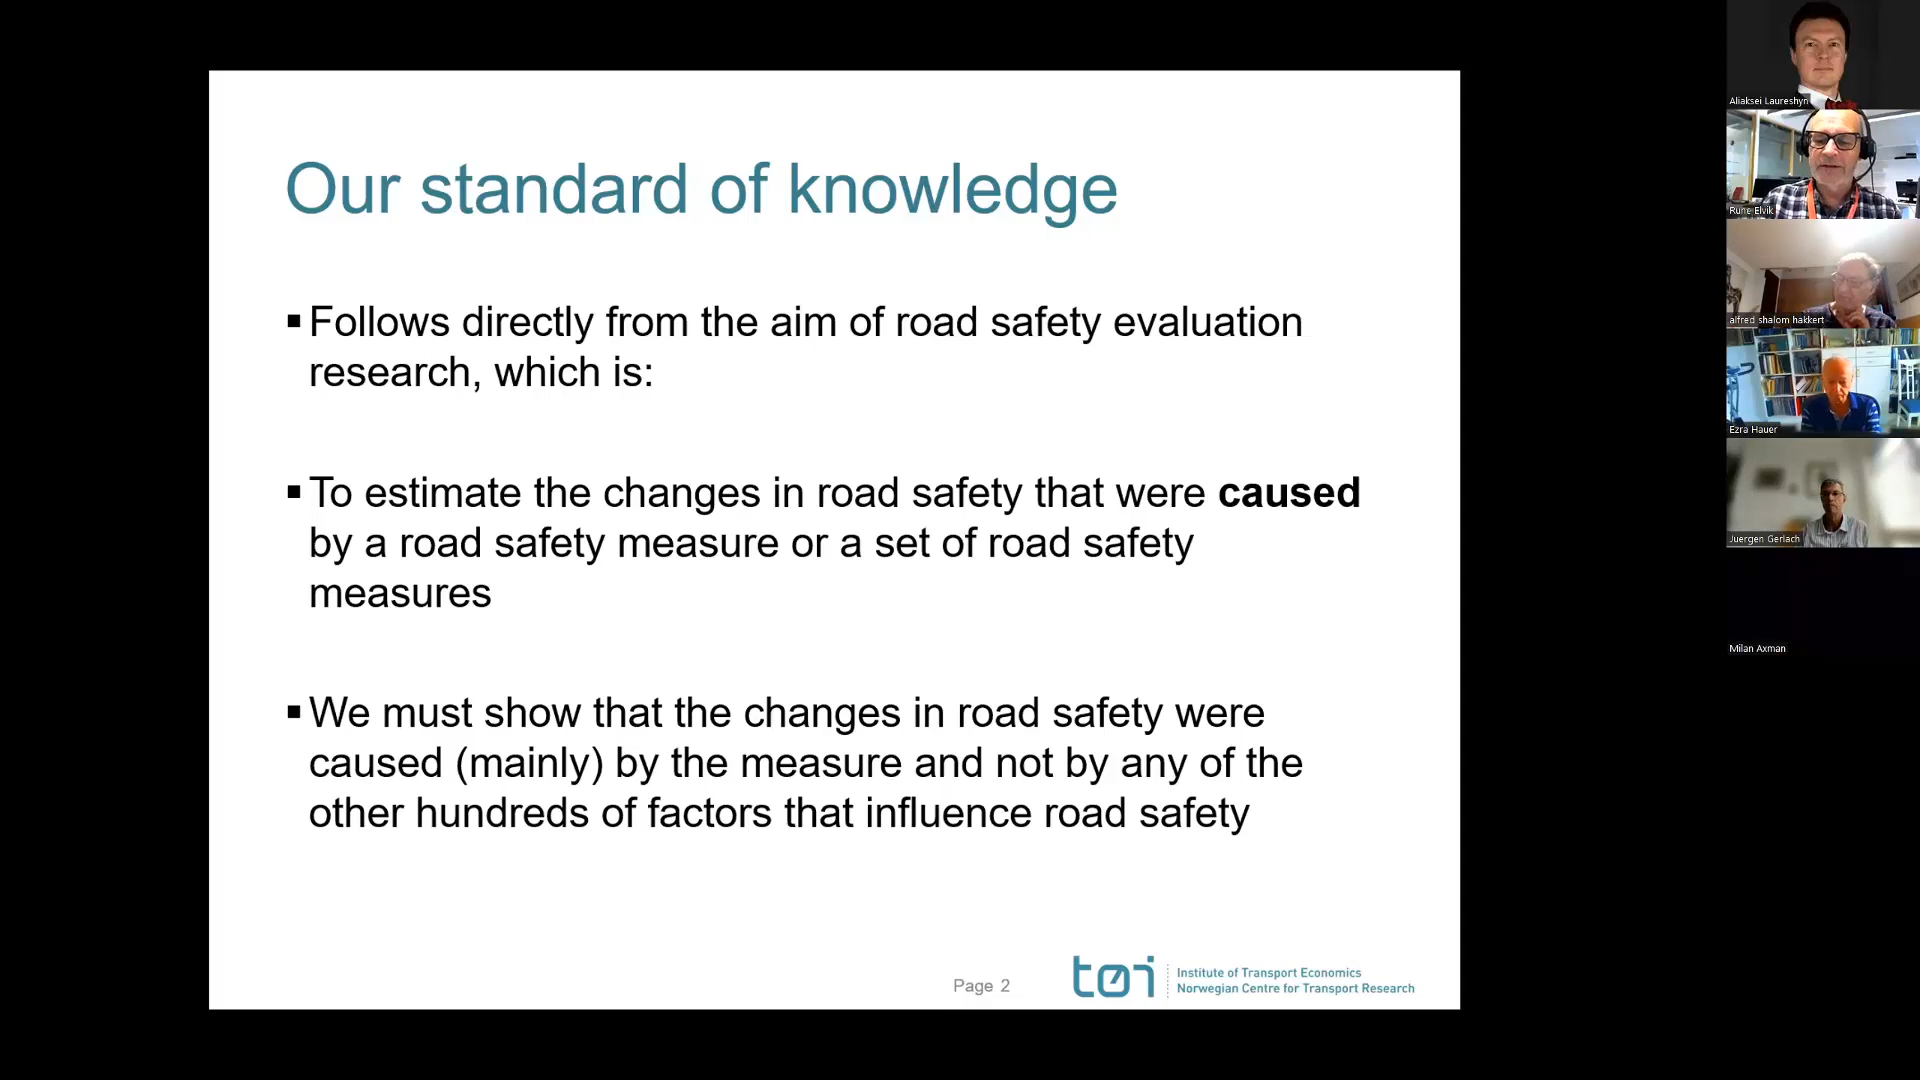 Our standard of knowledge
▪ Follows directly from the aim of road safety evaluation
research, which is:
▪ To estimate the changes in road safety that were caused
by a road safety measure or a set of road safety
measures
▪ We must show that the changes in road safety were
caused (mainly) by the measure and not by any of the
other hundreds of factors that influence road safety
Page 2
tøi
Institute of Transport Economics
Norwegian Centre for Transport Research
Aliaksei Laureshyn
Rune Elvik
alfred shalom hakkert
Ezra Hauer
Juergen Gerlach
Milan Axman